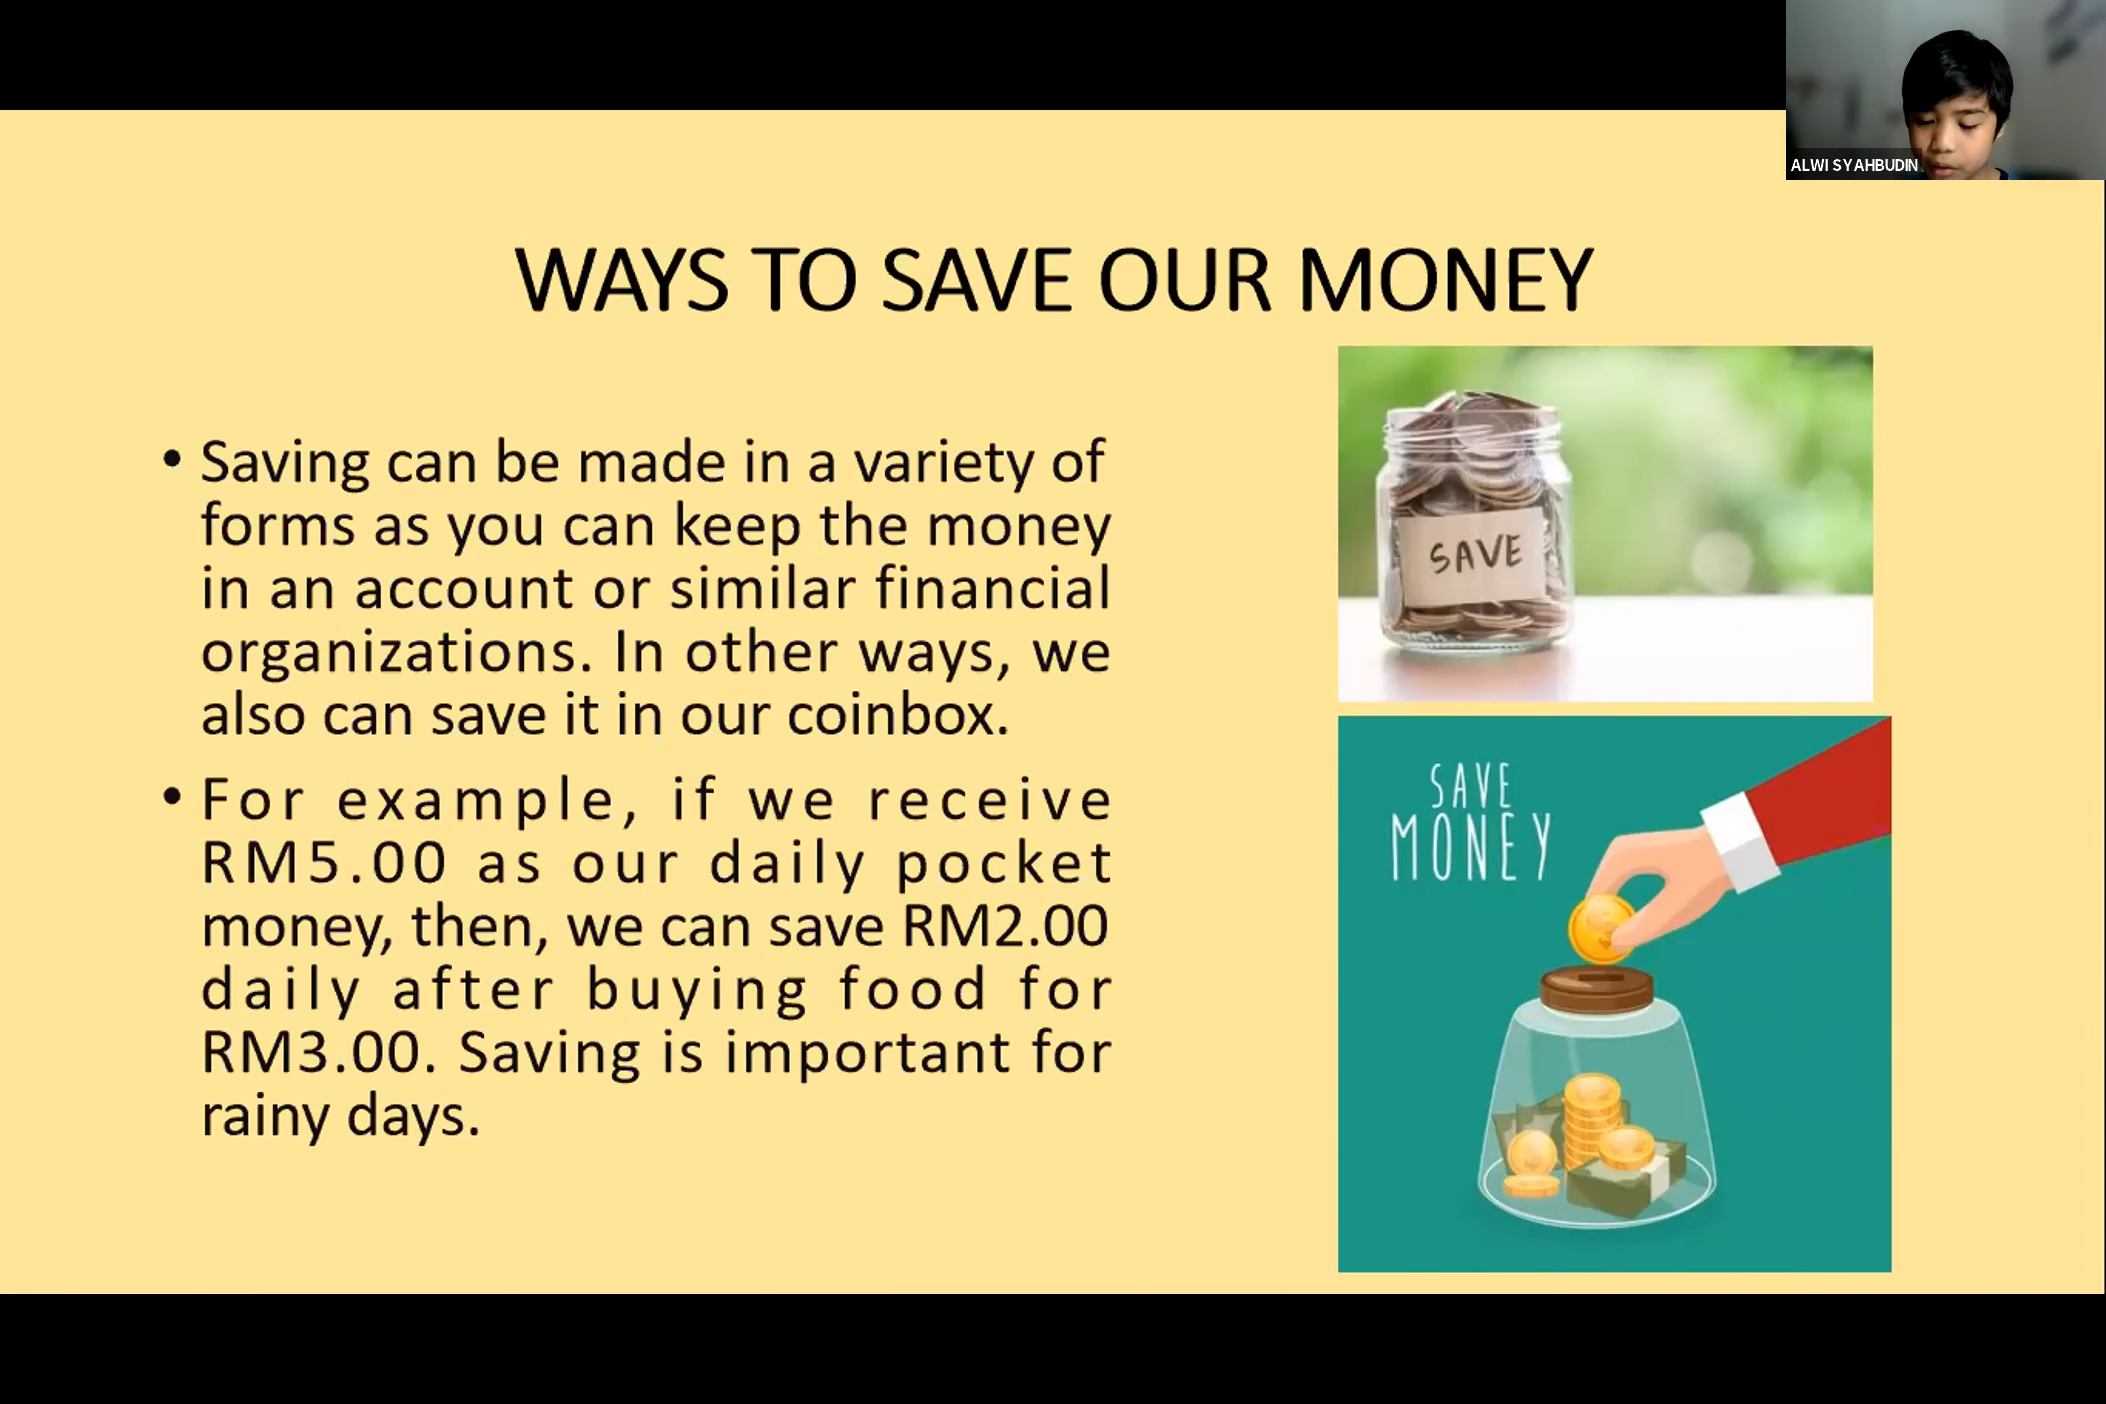 ALWI SYAHBUDIN
WAYS TO SAVE OUR MONEY
• Saving can be made in a variety of
forms as you can keep the money
in an account or similar financial
organizations. In other ways, we
also can save it in our coinbox.
• For example, if we receive
RM5.00 as our daily pocket
money, then, we can save RM2.00
daily after buying food for
RM3.00. Saving is important for
rainy days.
SAVE
SAVE
MONEY